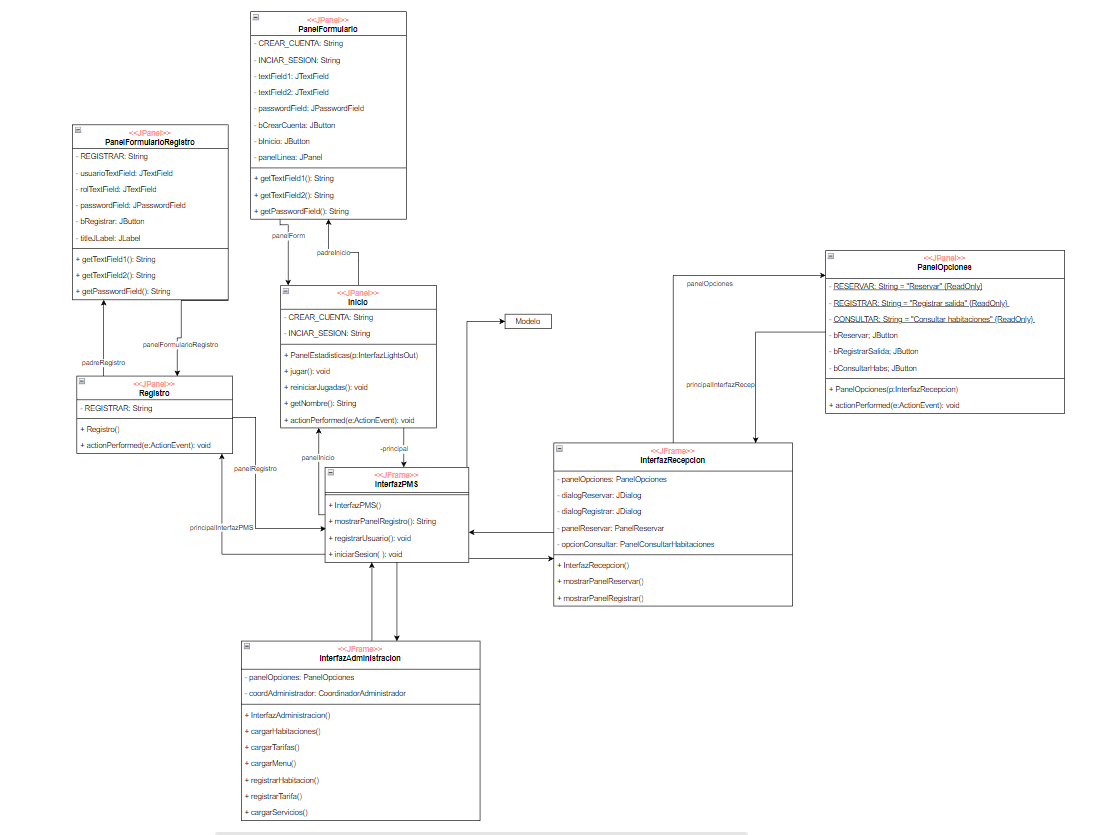 <<JPanel>>
PanelFormulario
- CREAR_CUENTA: String
- INCIAR_SESION: String
- textField1: JTextField
- textField2: JTextField
- passwordField: JPasswordField
- bCrearCuenta: JButton
- bInicio: JButton
- panelLinea: JPanel
+ getTextField1(): String
+ getTextField2(): String
+ getPasswordField(): String
<<JPanel>>
PanelFormularioRegistro
- REGISTRAR: String
- usuarioTextField: JTextField
- rolTextField: JTextField
- passwordField: JPasswordField
- bRegistrar: JButton
- titleJLabel: JLabel
+ getTextField1(): String
+ getTextField2(): String
+ getPasswordField(): String
panelForm
padreInicio
<<JPanel>>
Inicio
- CREAR_CUENTA: String
- INCIAR_SESION: String
+ PanelEstadisticas(p:InterfazLightsOut)
+ jugar(): void
+ reiniciarJugadas(): void
+ getNombre(): String
+ actionPerformed(e:ActionEvent): void
Modelo
panelOpciones
<<JPanel>>
PanelOpciones
- RESERVAR: String = "Reservar" {ReadOnly}
- REGISTRAR: String = "Registrar salida" {ReadOnly}
- CONSULTAR: String = "Consultar habitaciones" {ReadOnly}
- bReservar; JButton
- bRegistrarSalida; JButton
- bConsultarHabs; JButton
+ PanelOpciones(p:InterfazRecepcion)
+ actionPerformed(e:ActionEvent): void
principalInterfazRecep
panelFormularioRegistro
padreRegistro
<<JPanel>>
Registro
- REGISTRAR: String
+ Registro()
+ actionPerformed(e:ActionEvent): void
panelRegistro
principalInterfazPMS
panelInicio
-principal
<<JFrame>>
InterfazPMS
+ InterfazPMS()
+ mostrarPanelRegistro(): String
+ registrarUsuario(): void
+ iniciarSesion( ): void
<<JFrame>>
InterfazRecepcion
- panelOpciones; PanelOpciones
- dialogReservar: JDialog
- dialogRegistrar: JDialog
- panelReservar: PanelReservar
- opcionConsultar: PanelConsultarHabitaciones
+ InterfazRecepcion()
+ mostrarPanelReservar()
+ mostrarPanelRegistrar()
<<JFrame>>
InterfazAdministracion
- panelOpciones: PanelOpciones
- coordAdministrador: CoordinadorAdministrador
+ InterfazAdministracion()
+ cargarHabitaciones()
+ cargarTarifas()
+ cargarMenu()
+ registrarHabitacion()
+ registrarTarifa()
+ cargarServicios()